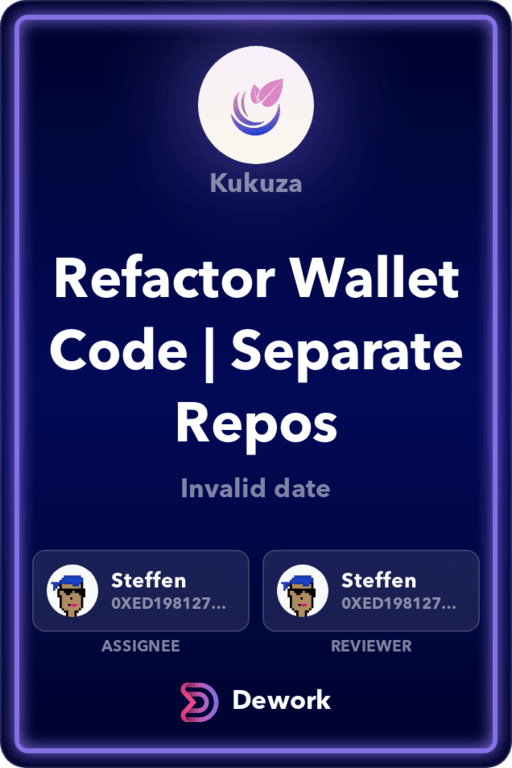 Kukuza
Refactor Wallet
Code | Separate
Repos
Invalid date
Steffen
0XED198127...
Steffen
0XED198127...
ASSIGNEE
REVIEWER
Dework